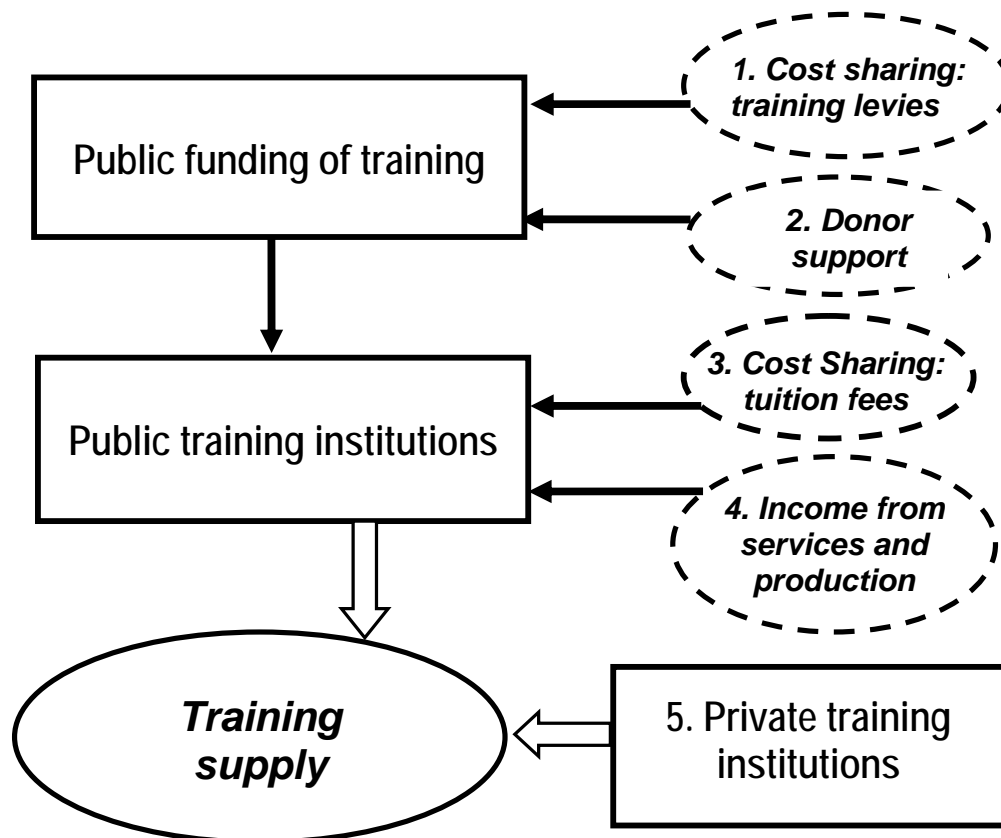 1. Cost sharing:
training levies
Public funding of training
2. Donor
support
3. Cost Sharing:
tuition fees
Public training institutions
4. Income from
services and
production
Training
supply
5. Private training
institutions